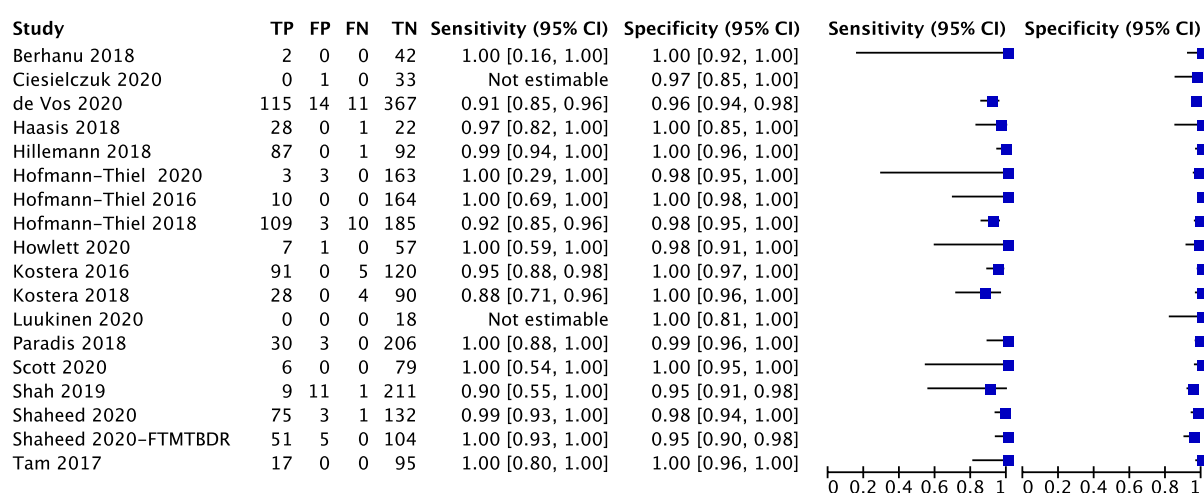 Study TP FP FN TN Sensitivity (95% CI) Specificity (95% CI) Sensitivity (95% CI) Specificity (95% CI)
Berhanu 2018 2 0 0 42 1.00 [0.16, 1.00] 1.00 [0.92, 1.00]
Ciesielczuk 2020 0 1 0 33 Not estimable 0.97 [0.85, 1.00]
de Vos 2020 115 14 11 367 0.91 [0.85, 0.96] 0.96 [0.94, 0.98]
Haasis 2018 28 0 1 22 0.97 [0.82, 1.00] 1.00 [0.85, 1.00]
Hillemann 2018 87 0 1 92 0.99 [0.94, 1.00] 1.00 [0.96, 1.00]
Hofmann-Thiel 2020 3 3 0 163 1.00 [0.29, 1.00] 0.98 [0.95, 1.00]
Hofmann-Thiel 2016 10 0 0 164 1.00 [0.69, 1.00] 1.00 [0.98, 1.00]
Hofmann-Thiel 2018 109 3 10 185 0.92 [0.85, 0.96] 0.98 [0.95, 1.00]
Howlett 2020 7 1 0 57 1.00 [0.59, 1.00] 0.98 [0.91, 1.00]
Kostera 2016 91 0 5 120 0.95 [0.88, 0.98] 1.00 [0.97, 1.00]
Kostera 2018 28 0 4 90 0.88 [0.71, 0.96] 1.00 [0.96, 1.00]
Luukinen 2020 0 0 0 18 Not estimable 1.00 [0.81, 1.00]
Paradis 2018 30 3 0 206 1.00 [0.88, 1.00] 0.99 [0.96, 1.00]
Scott 2020 6 0 0 79 1.00 [0.54, 1.00] 1.00 [0.95, 1.00]
Shah 2019 9 11 1 211 0.90 [0.55, 1.00] 0.95 [0.91, 0.98]
Shaheed 2020 75 3 1 132 0.99 [0.93, 1.00] 0.98 [0.94, 1.00]
Shaheed 2020-FTMTBDR 51 5 0 104 1.00 [0.93, 1.00] 0.95 [0.90, 0.98]
Tam 2017 17 0 0 95 1.00 [0.80, 1.00] 1.00 [0.96, 1.00]
0 0.2 0.4 0.6 0.8 1 0 0.2 0.4 0.6 0.8 1